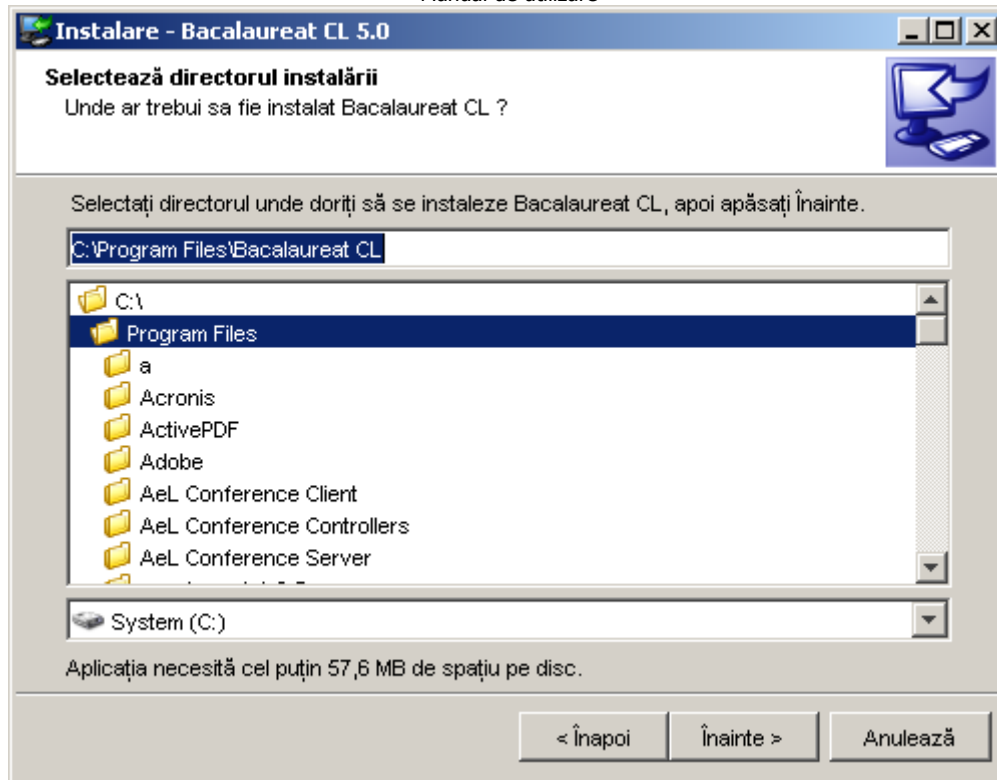 Instalare - Bacalaureat CL 5.0
Selectează directorul instalării
Unde ar trebui sa fie instalat Bacalaureat CL ?
Selectați directorul unde doriți să se instaleze Bacalaureat CL, apoi apăsați Înainte.
C:\Program Files\Bacalaureat CL
C:\
Program Files
a
Acronis
ActivePDF
Adobe
AeL Conference Client
AeL Conference Controllers
AeL Conference Server
System (C:)
Aplicația necesită cel puțin 57,6 MB de spațiu pe disc.
< Înapoi Înainte > Anulează